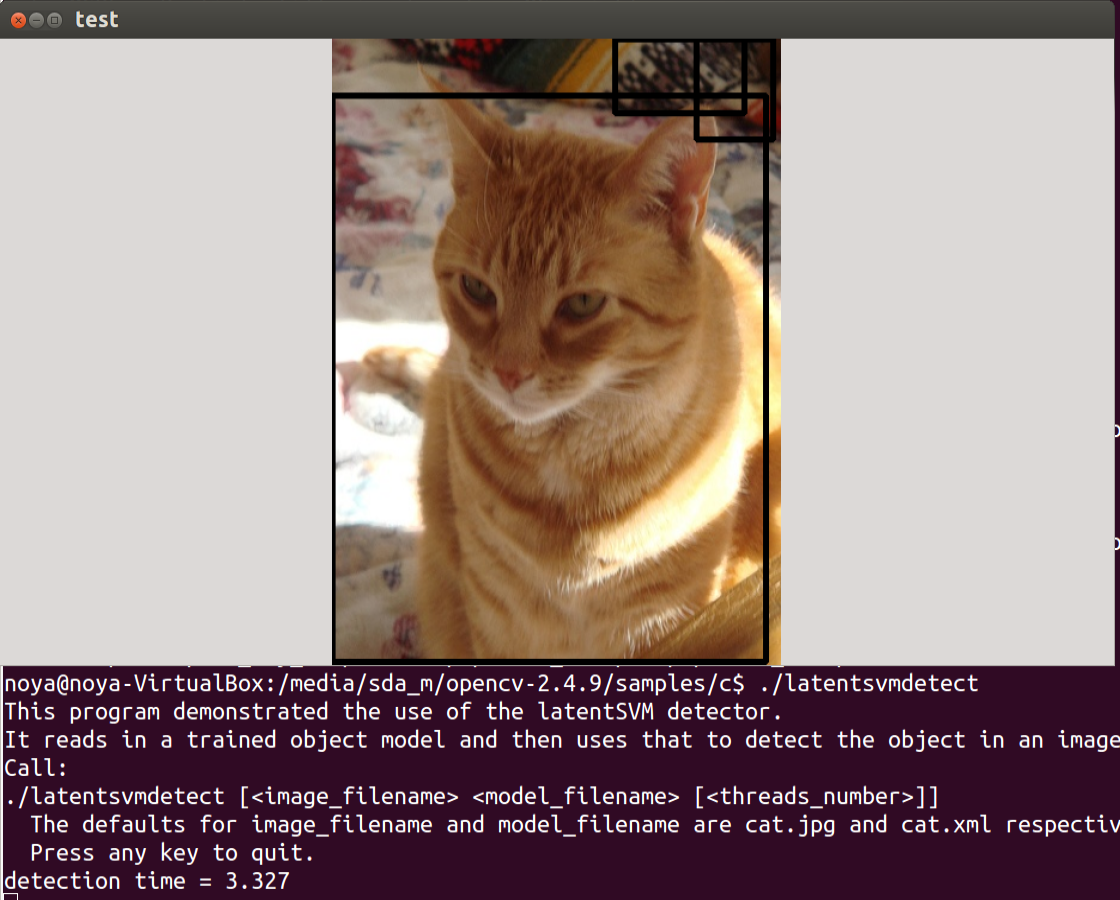 test
noya@noya-VirtualBox:/media/sda_m/opencv-2.4.9/samples/c$ ./latentsvmdetect
This program demonstrated the use of the latentSVM detector.
It reads in a trained object model and then uses that to detect the object in an image
Call:
./latentsvmdetect [<image_filename> <model_filename> [<threads_number>]]
The defaults for image_filename and model_filename are cat.jpg and cat.xml respectiv
Press any key to quit.
detection time = 3.327